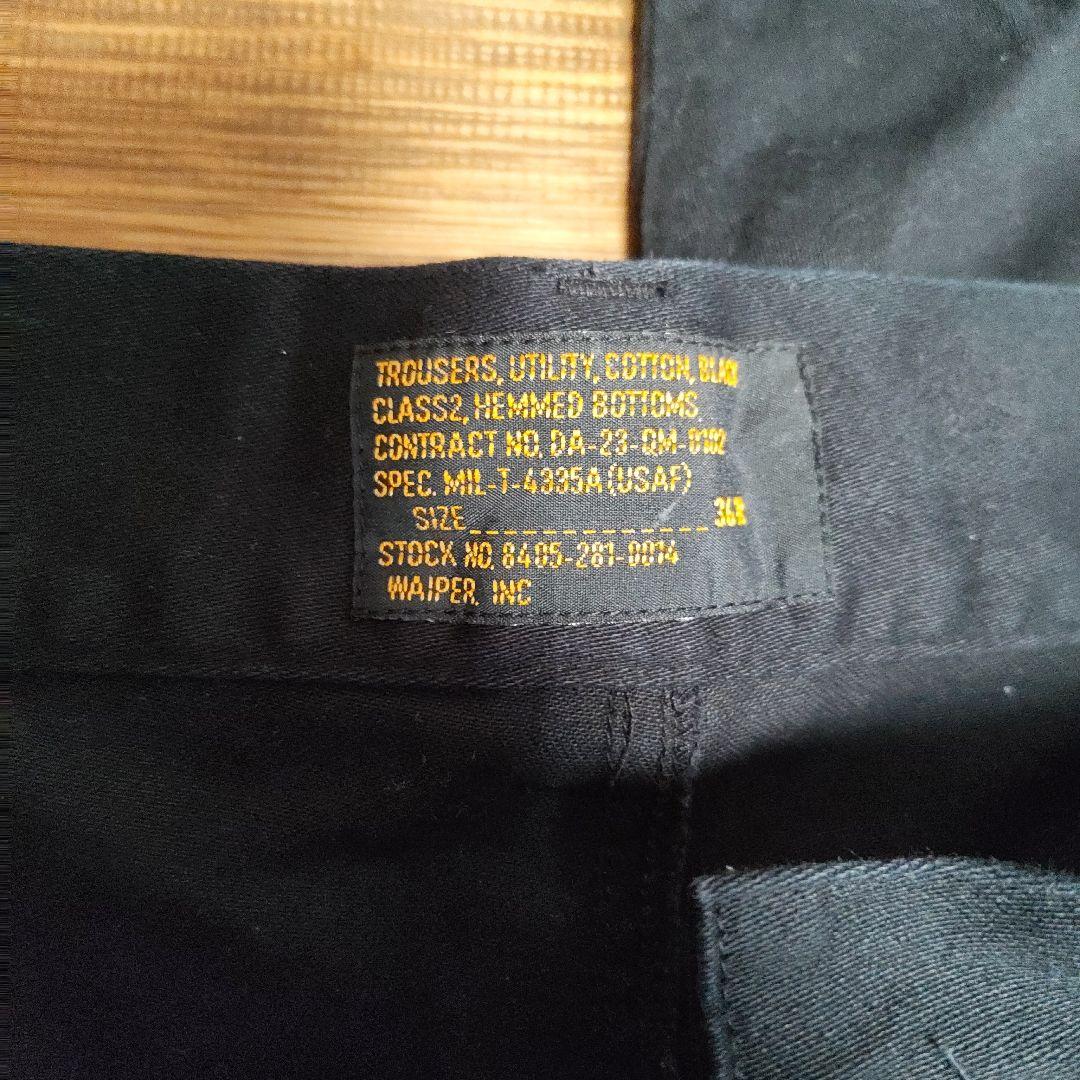 TROUSERS, UTILITY, COTTON, BLACK
CLASS2, HEMMED BOTTOMS
CONTRACT NO, DA-23-QM-0102
SPEC. MIL-T-4335A (USAF)
SIZE
STOCK NO, 8405-281-0014
WAIPER, INC